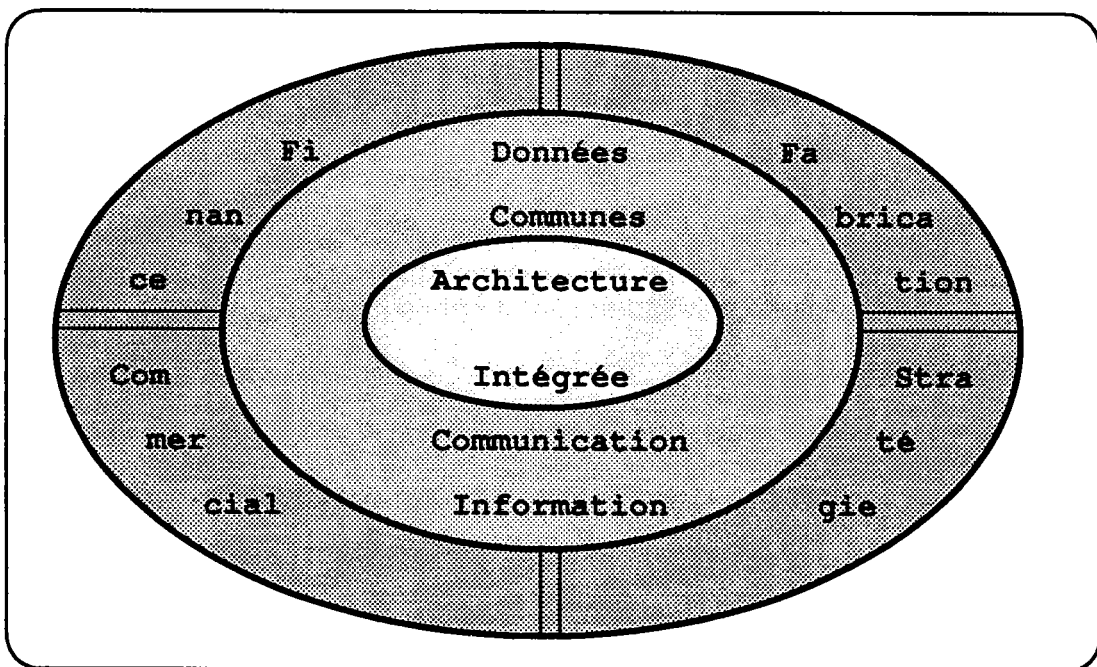 Fi Données Fa
nan Communes brica
ce Architecture tion
Com Intégrée Stra
mer Communication té
cial Information gie